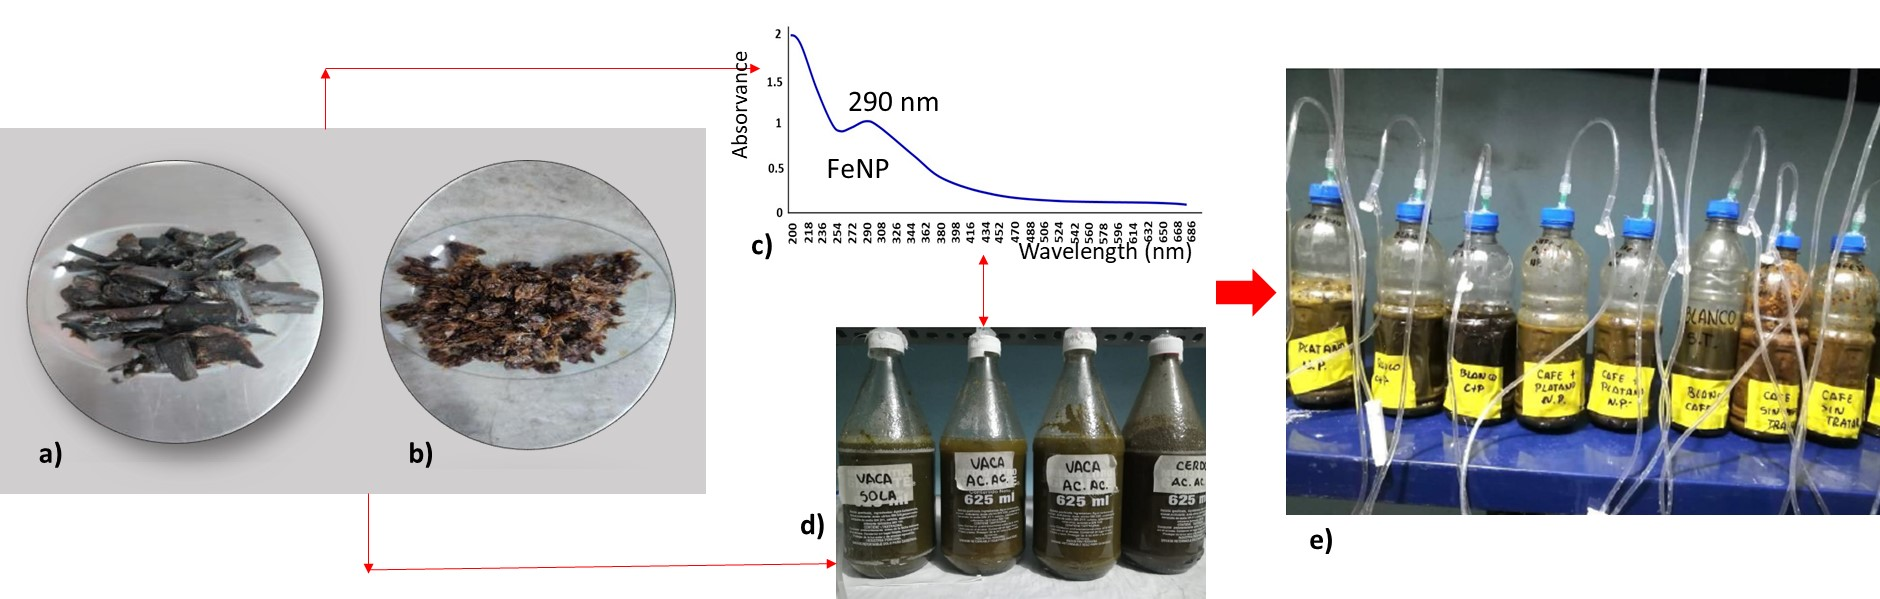 a)
b)
2
1.5
1
0.5
0
Absorvance
290 nm
FeNP
200 218 236 254 272 290 308 326 344 362 380 398 416 434 452 470 488 506 524 542 560 578 596 614 632 650 668 686
Wavelength (nm)
c)
VACA
SOLA
VACA
AC. AC.
625 ml
VACA
AC. AC.
625 ml
AC. AC
625 m
d)
PLATANO
N.P.
C+P
BLANCO
C+P
CAFE +
PLATANO
N.P.
CAFE +
PLATANO
N.P.
BLANCO
S.T.
SIN
CAFE
SIN
TRATAR
e)